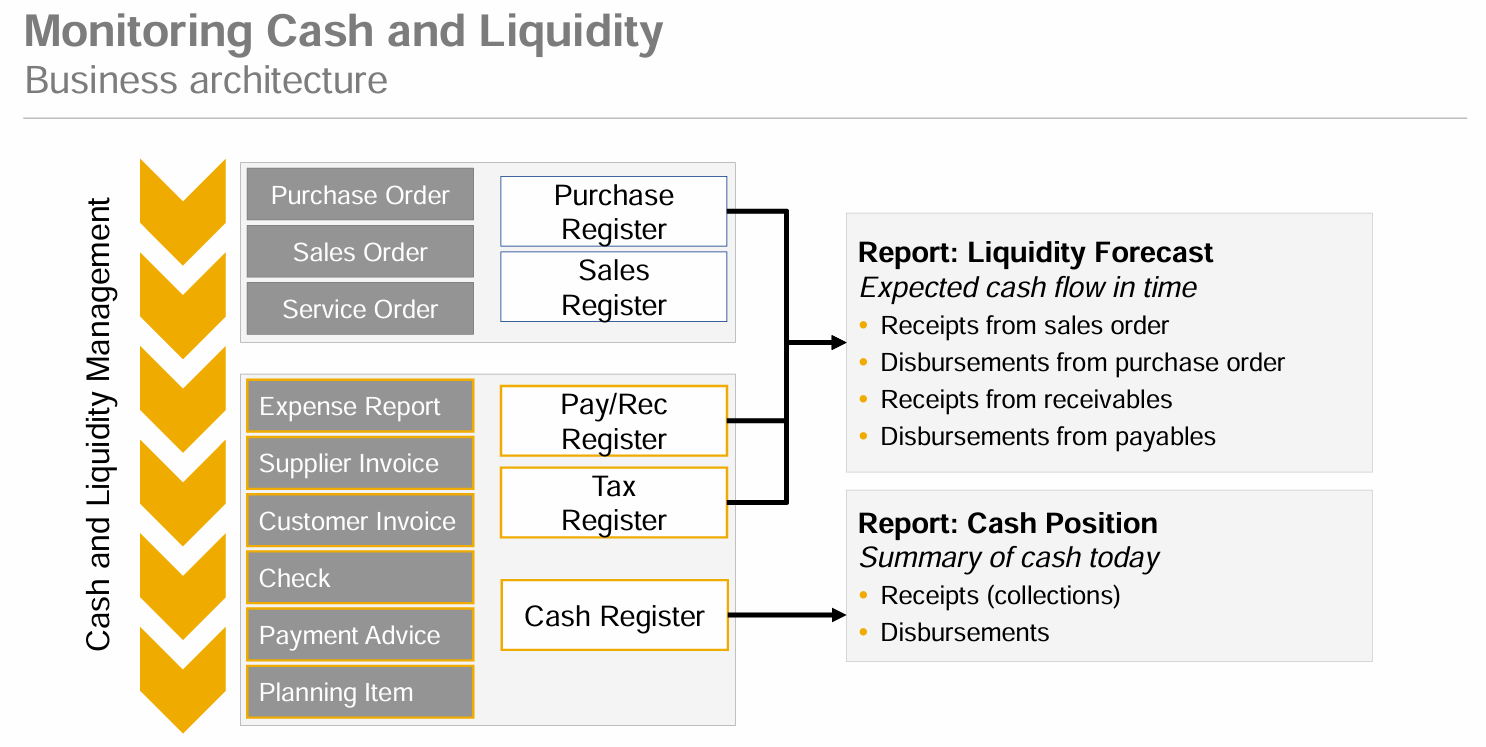 Monitoring Cash and Liquidity
Business architecture
Cash and Liquidity Management
Purchase Order
Sales Order
Service Order
Purchase
Register
Sales
Register
Expense Report
Supplier Invoice
Customer Invoice
Check
Payment Advice
Planning Item
Pay/Rec
Register
Tax
Register
Cash Register
Report: Liquidity Forecast
Expected cash flow in time
• Receipts from sales order
• Disbursements from purchase order
• Receipts from receivables
• Disbursements from payables
Report: Cash Position
Summary of cash today
• Receipts (collections)
• Disbursements